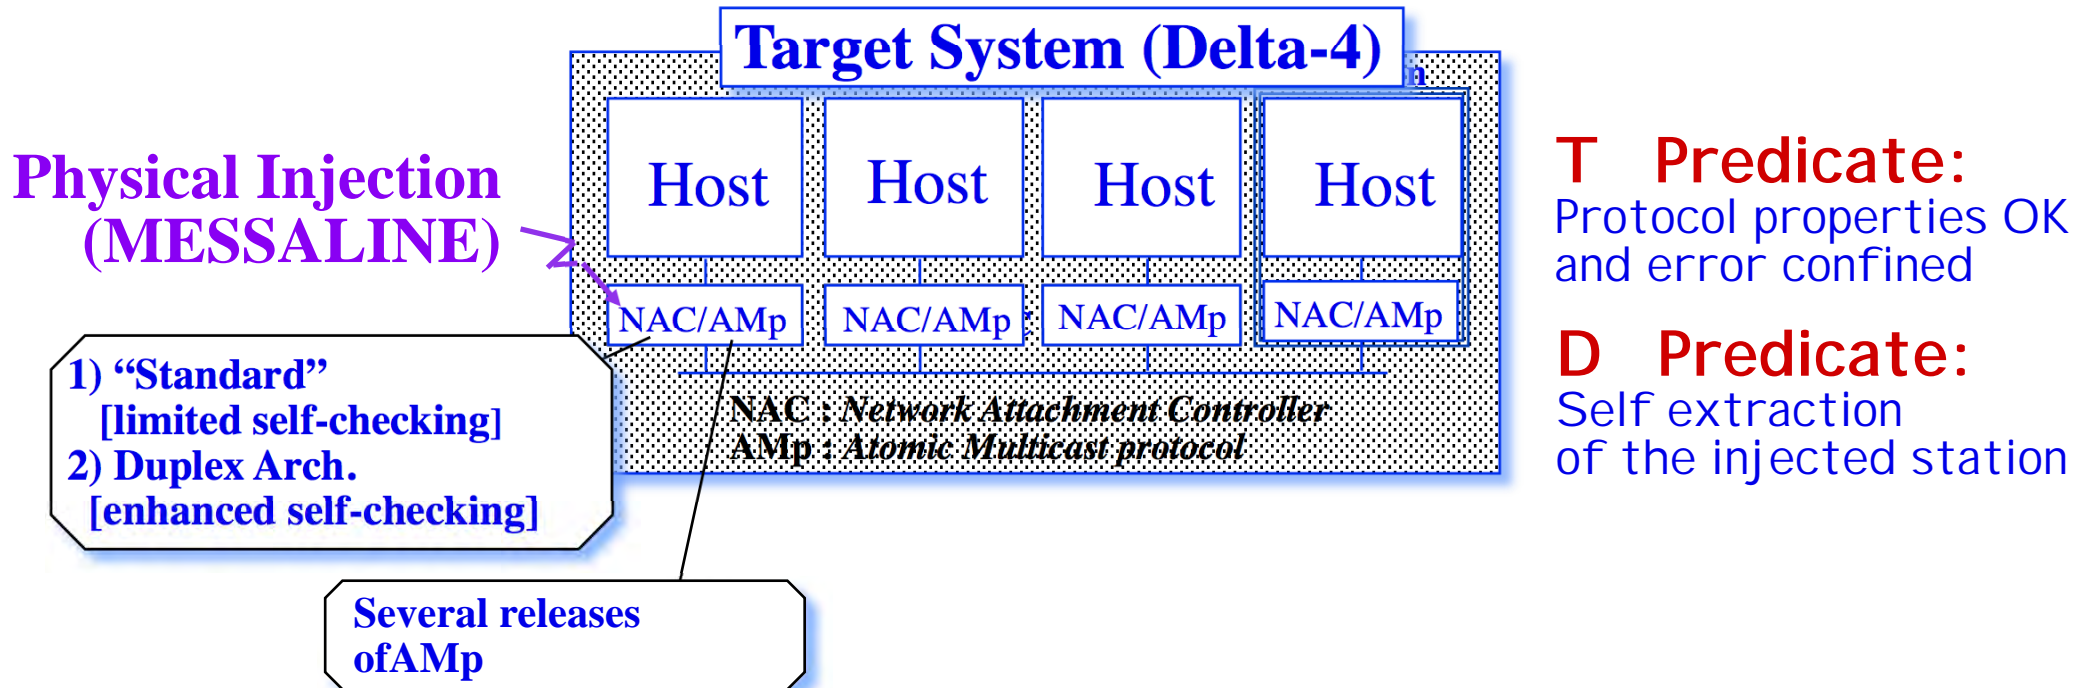 Target System (Delta-4)
Physical Injection
(MESSALINE)
Host
Host
Host
Host
NAC/AMp
NAC/AMp
NAC/AMp
NAC/AMp
NAC : Network Attachment Controller
AMp : Atomic Multicast protocol
1) “Standard”
[limited self-checking]
2) Duplex Arch.
[enhanced self-checking]
Several releases
ofAMp
T Predicate:
Protocol properties OK
and error confined
D Predicate:
Self extraction
of the injected station